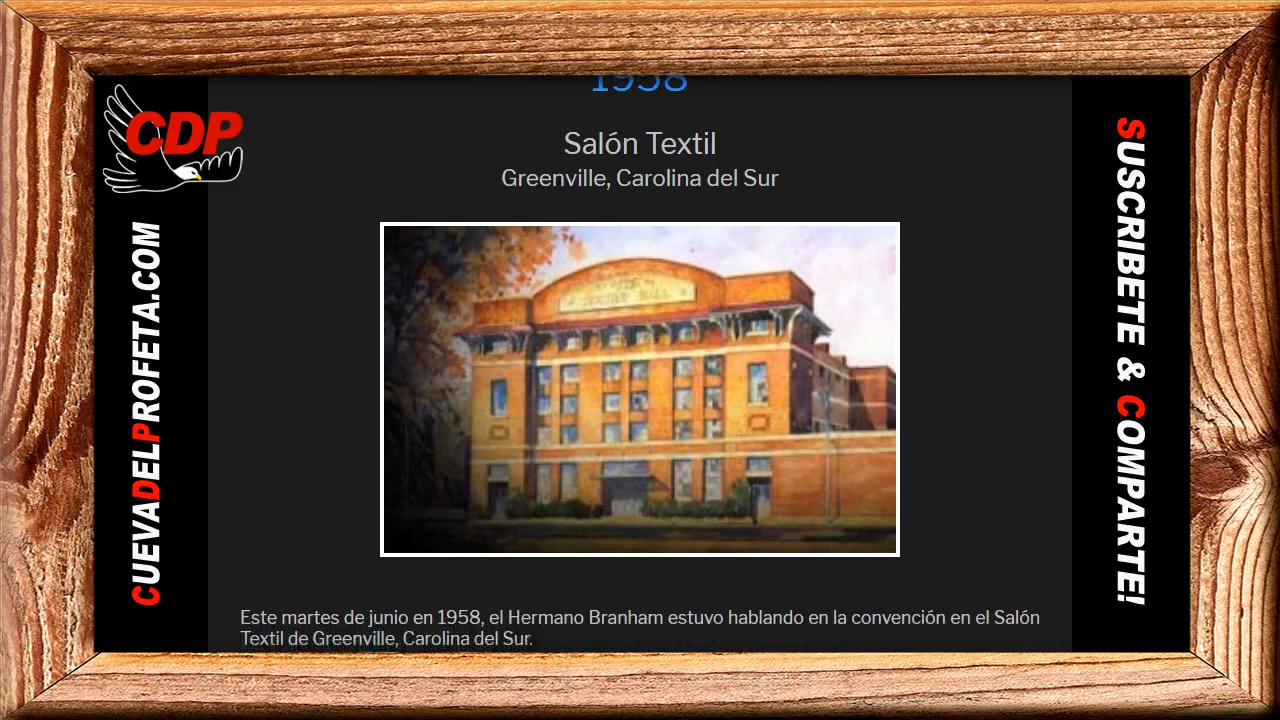 1958
CDP
Salón Textil
Greenville, Carolina del Sur
CUEVADELPROFETA.COM
SUSCRIBETE & COMPARTE!
Este martes de junio en 1958, el Hermano Branham estuvo hablando en la convención en el Salón
Textil de Greenville, Carolina del Sur.